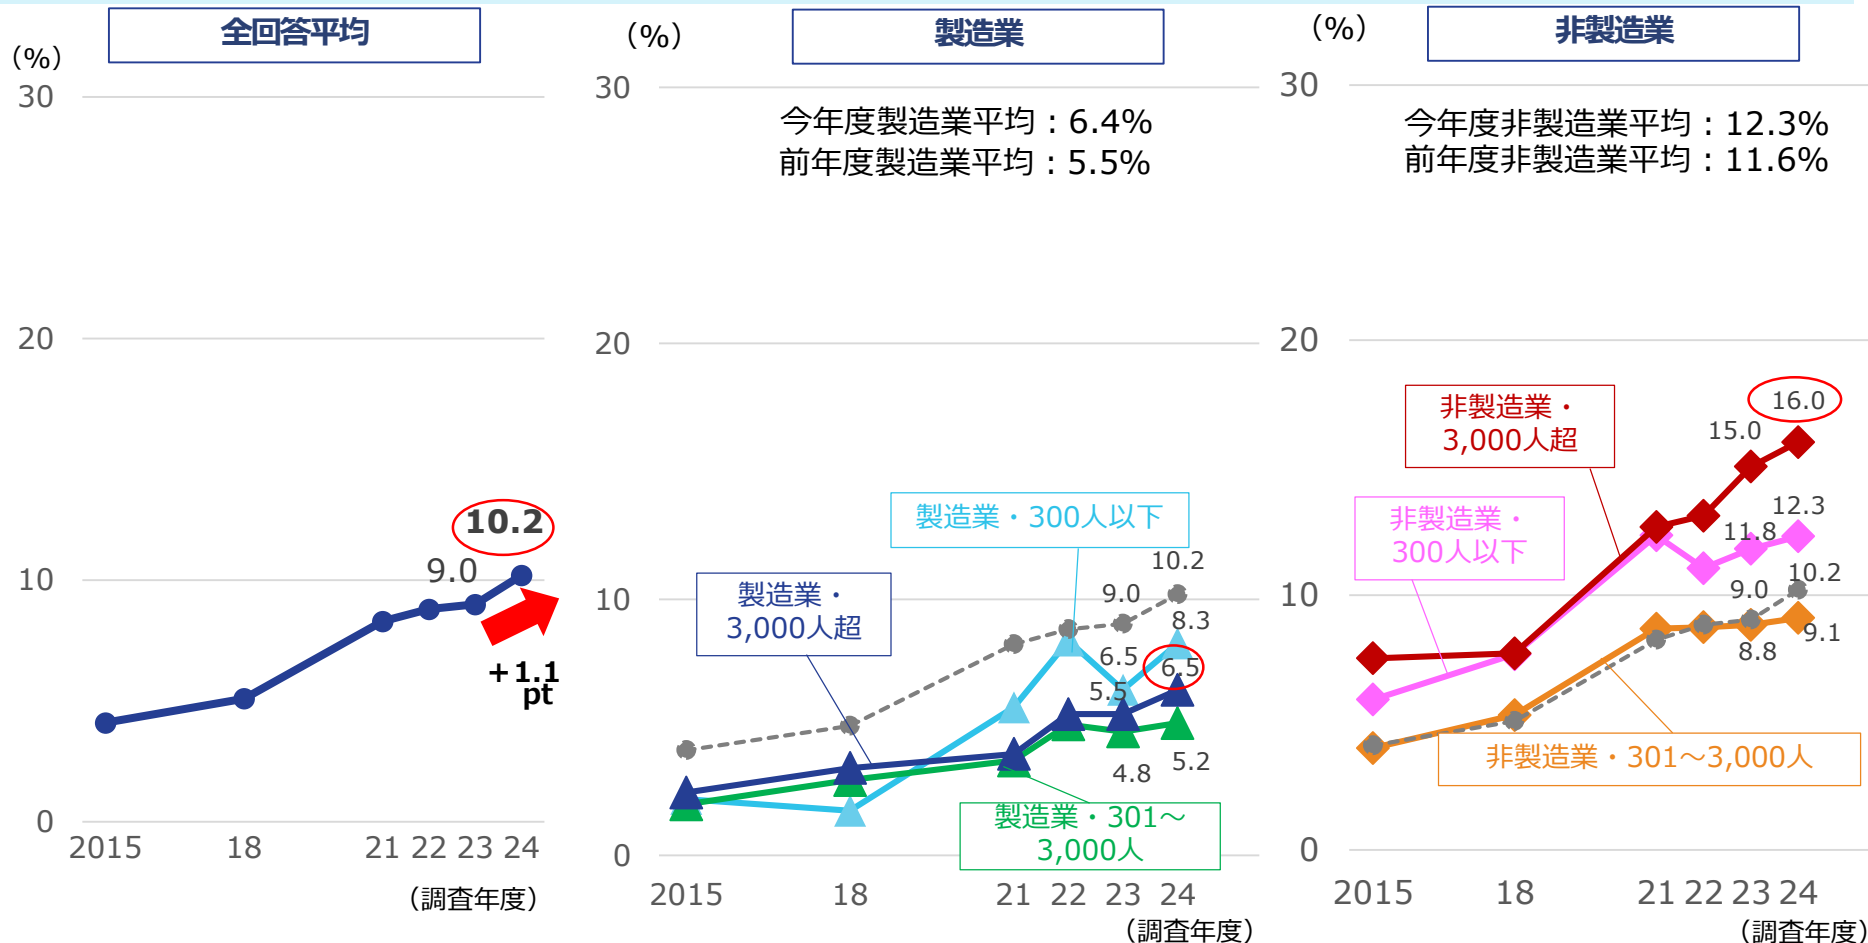 全回答平均
(%)
30
20
10
0
10.2
9.0
+1.1
pt
2015 18 21 22 23 24
(調査年度)
製造業
(%)
30
20
10
0
今年度製造業平均：6.4%
前年度製造業平均：5.5%
製造業・300人以下
製造業・
3,000人超
製造業・301～
3,000人
10.2
9.0
8.3
6.5
6.5
5.5
4.8
5.2
2015 18 21 22 23 24
(調査年度)
非製造業
(%)
30
20
10
0
今年度非製造業平均：12.3%
前年度非製造業平均：11.6%
非製造業・
3,000人超
非製造業・
300人以下
非製造業・301～3,000人
16.0
15.0
12.3
11.8
10.2
9.0
9.1
8.8
2015 18 21 22 23 24
(調査年度)